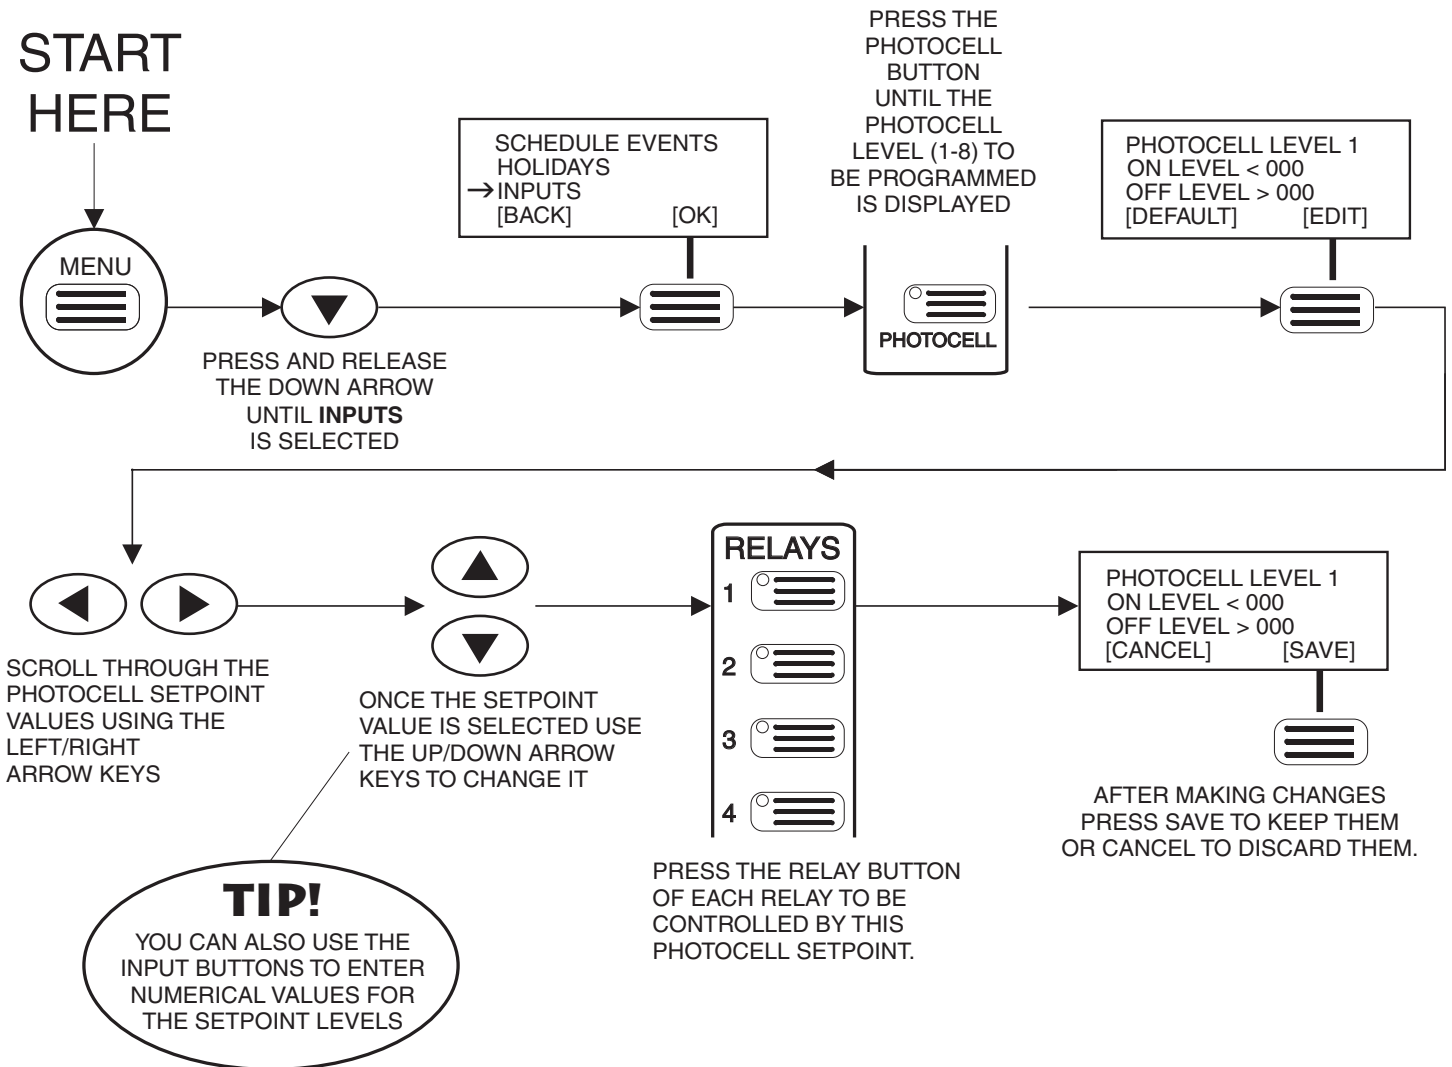 START
HERE
MENU
PRESS AND RELEASE
THE DOWN ARROW
UNTIL INPUTS
IS SELECTED
SCHEDULE EVENTS
HOLIDAYS
→INPUTS
[BACK] [OK]
PRESS THE
PHOTOCELL
BUTTON
UNTIL THE
PHOTOCELL
LEVEL (1-8) TO
BE PROGRAMMED
IS DISPLAYED
PHOTOCELL
PHOTOCELL LEVEL 1
ON LEVEL < 000
OFF LEVEL > 000
[DEFAULT] [EDIT]
SCROLL THROUGH THE
PHOTOCELL SETPOINT
VALUES USING THE
LEFT/RIGHT
ARROW KEYS
ONCE THE SETPOINT
VALUE IS SELECTED USE
THE UP/DOWN ARROW
KEYS TO CHANGE IT
TIP!
YOU CAN ALSO USE THE
INPUT BUTTONS TO ENTER
NUMERICAL VALUES FOR
THE SETPOINT LEVELS
RELAYS
1
2
3
4
PRESS THE RELAY BUTTON
OF EACH RELAY TO BE
CONTROLLED BY THIS
PHOTOCELL SETPOINT.
PHOTOCELL LEVEL 1
ON LEVEL < 000
OFF LEVEL > 000
[CANCEL] [SAVE]
AFTER MAKING CHANGES
PRESS SAVE TO KEEP THEM
OR CANCEL TO DISCARD THEM.